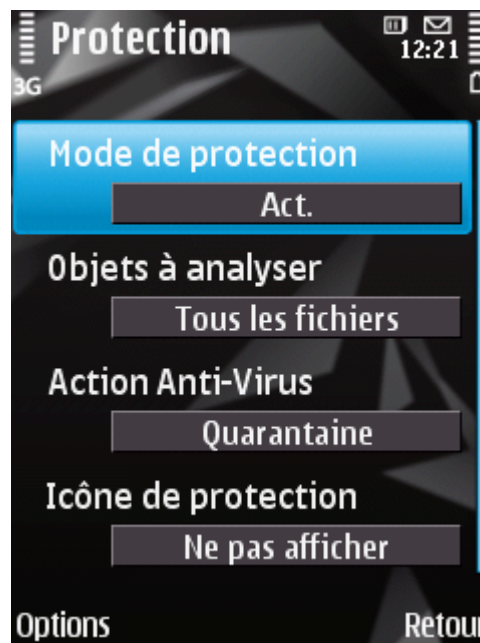 Protection
12:21
3G
Mode de protection
Act.
Objets à analyser
Tous les fichiers
Action Anti-Virus
Quarantaine
Icône de protection
Ne pas afficher
Options
Retour